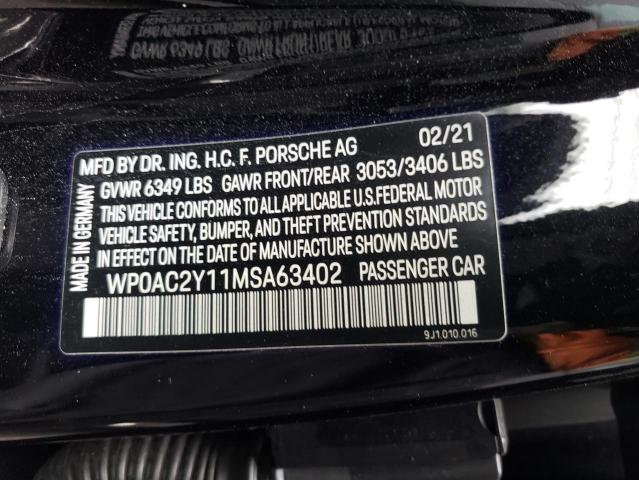 MFD BY DR. ING. H.C. F. PORSCHE AG 02/21
GVWR 6349 LBS GAWR FRONT/REAR 3053/3406 LBS
THIS VEHICLE CONFORMS TO ALL APPLICABLE U.S.FEDERAL MOTOR
VEHICLE SAFETY, BUMPER, AND THEFT PREVENTION STANDARDS
IN EFFECT ON THE DATE OF MANUFACTURE SHOWN ABOVE
WP0AC2Y11MSA63402 PASSENGER CAR
9J1.010.016
MADE IN GERMANY